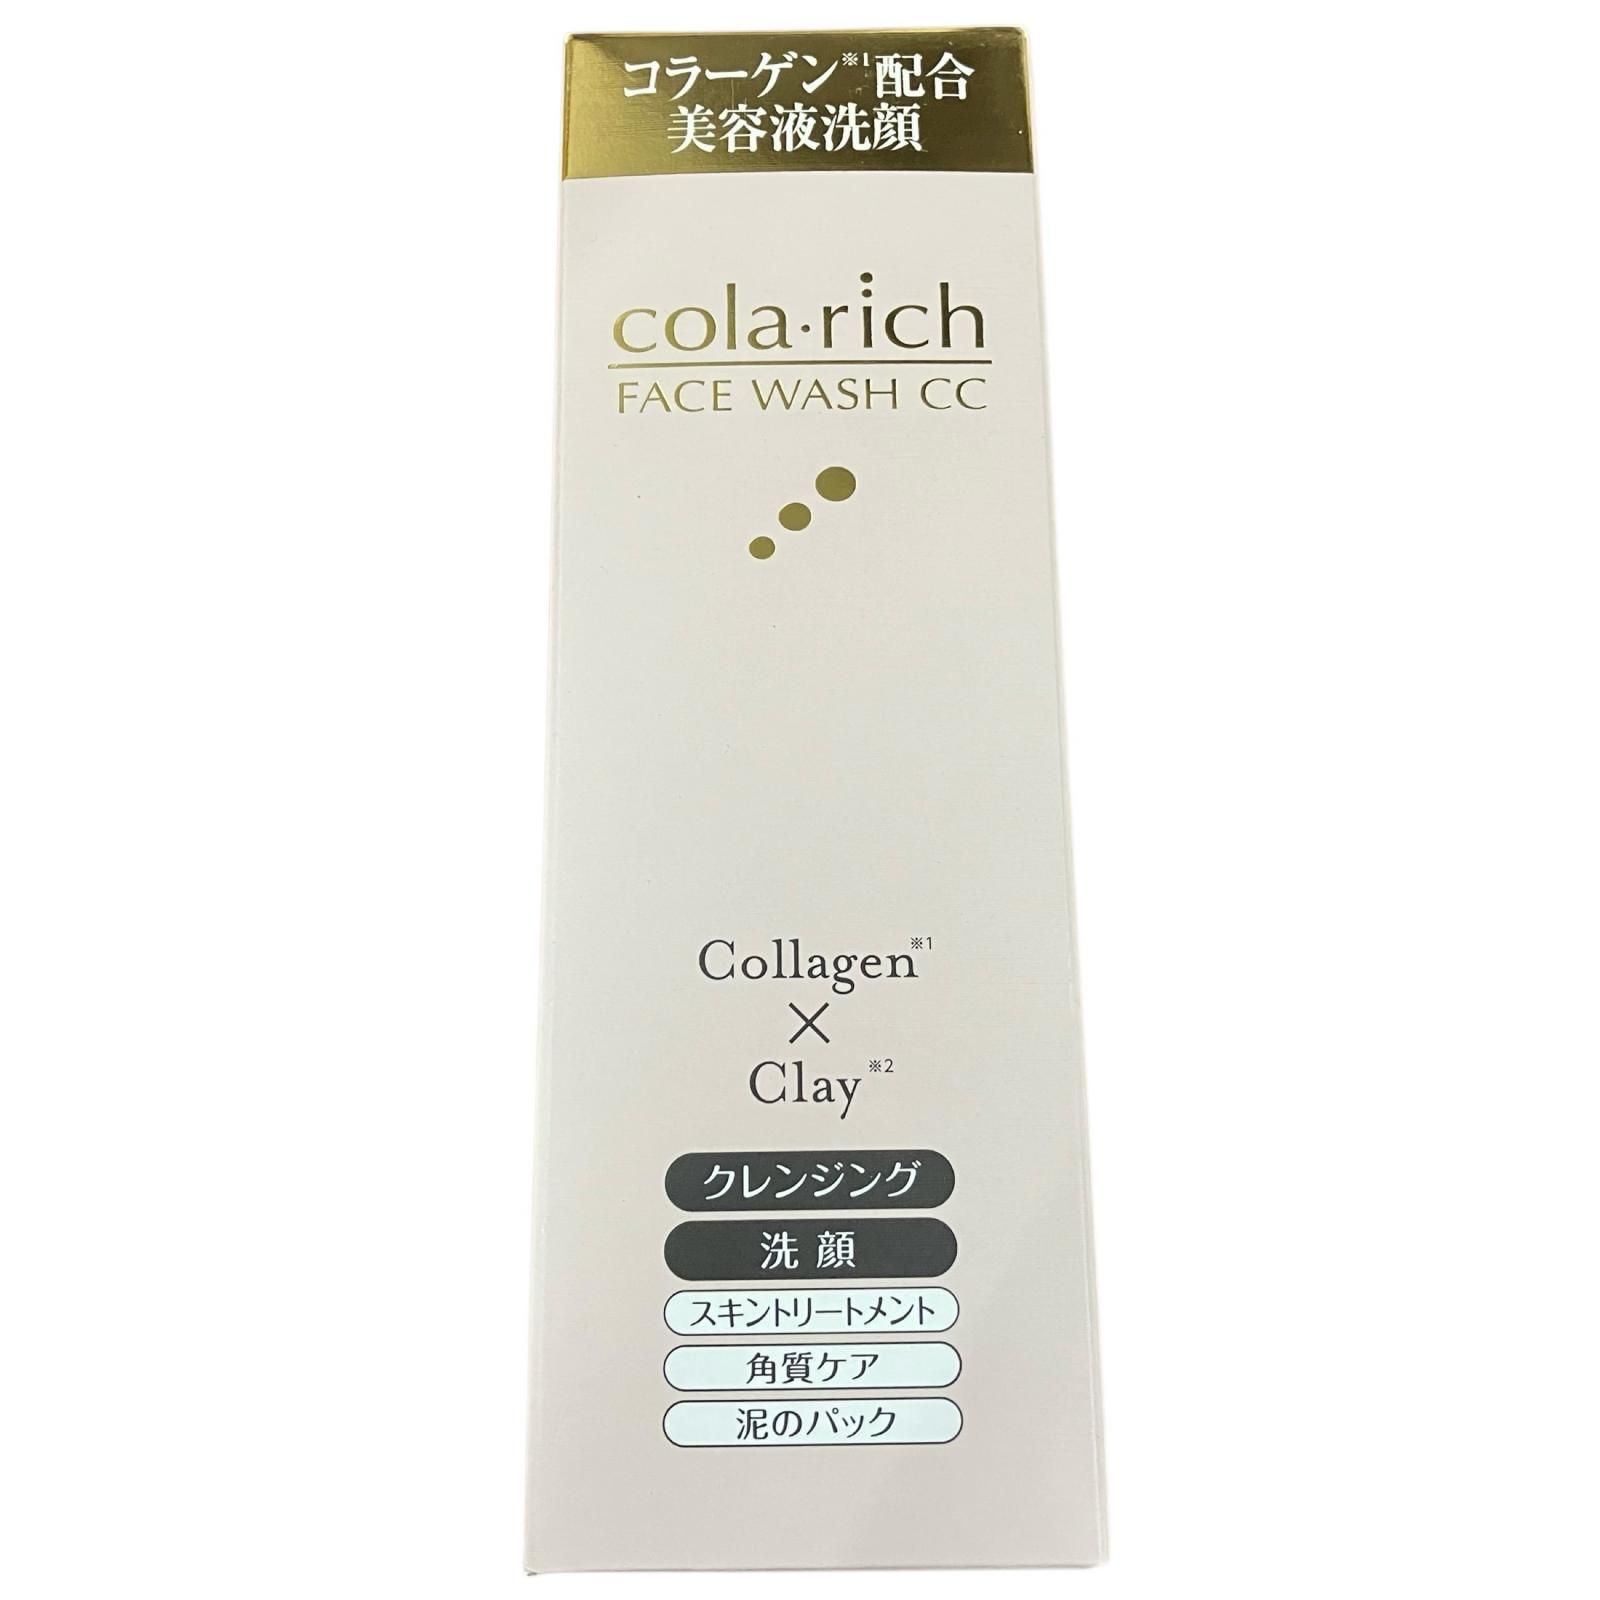 コラーゲン※1配合
美容液洗顔
cola·rich
FACE WASH CC
Collagen※1
×
Clay※2
クレンジング
洗顔
スキントリートメント
角質ケア
泥のパック